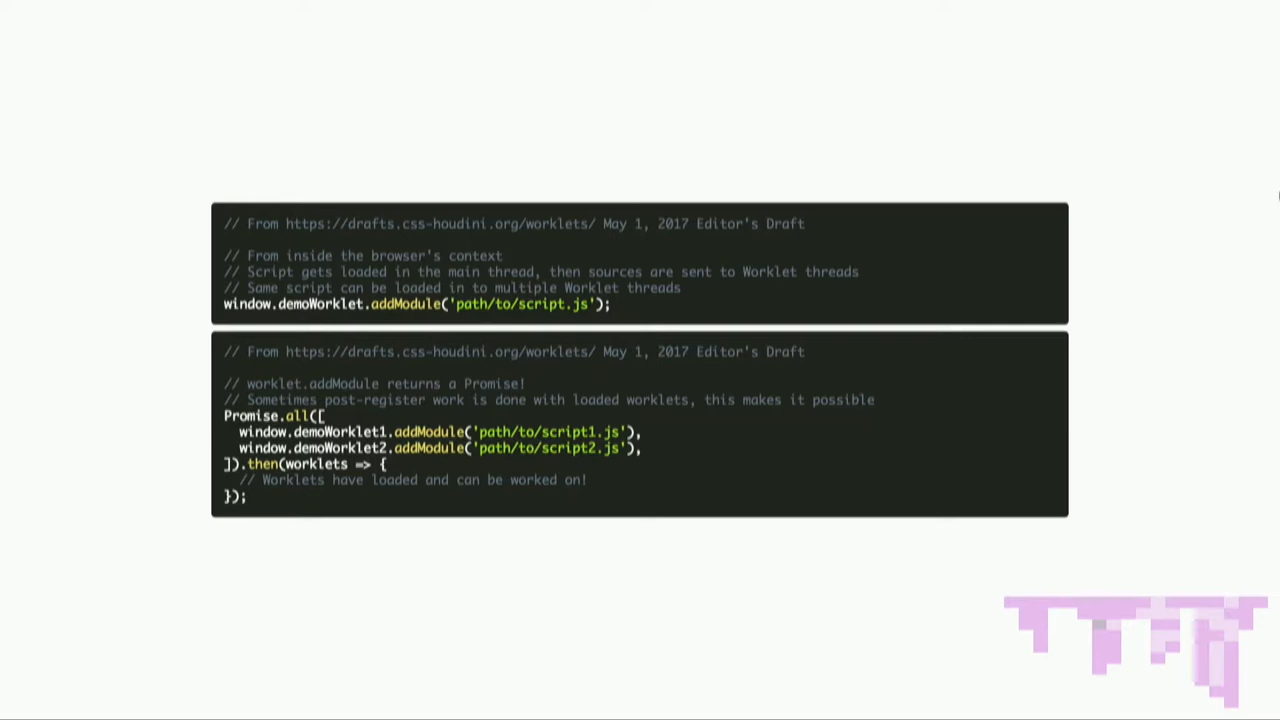 // From https://drafts.css-houdini.org/worklets/ May 1, 2017 Editor's Draft
// From inside the browser's context
// Script gets loaded in the main thread, then sources are sent to Worklet threads
// Same script can be loaded in to multiple Worklet threads
window.demoWorklet.addModule('path/to/script.js');
// From https://drafts.css-houdini.org/worklets/ May 1, 2017 Editor's Draft
// worklet.addModule returns a Promise!
// Sometimes post-register work is done with loaded worklets, this makes it possible
Promise.all([
  window.demoWorklet1.addModule('path/to/script1.js'),
  window.demoWorklet2.addModule('path/to/script2.js'),
]).then(worklets => {
  // Worklets have loaded and can be worked on!
});